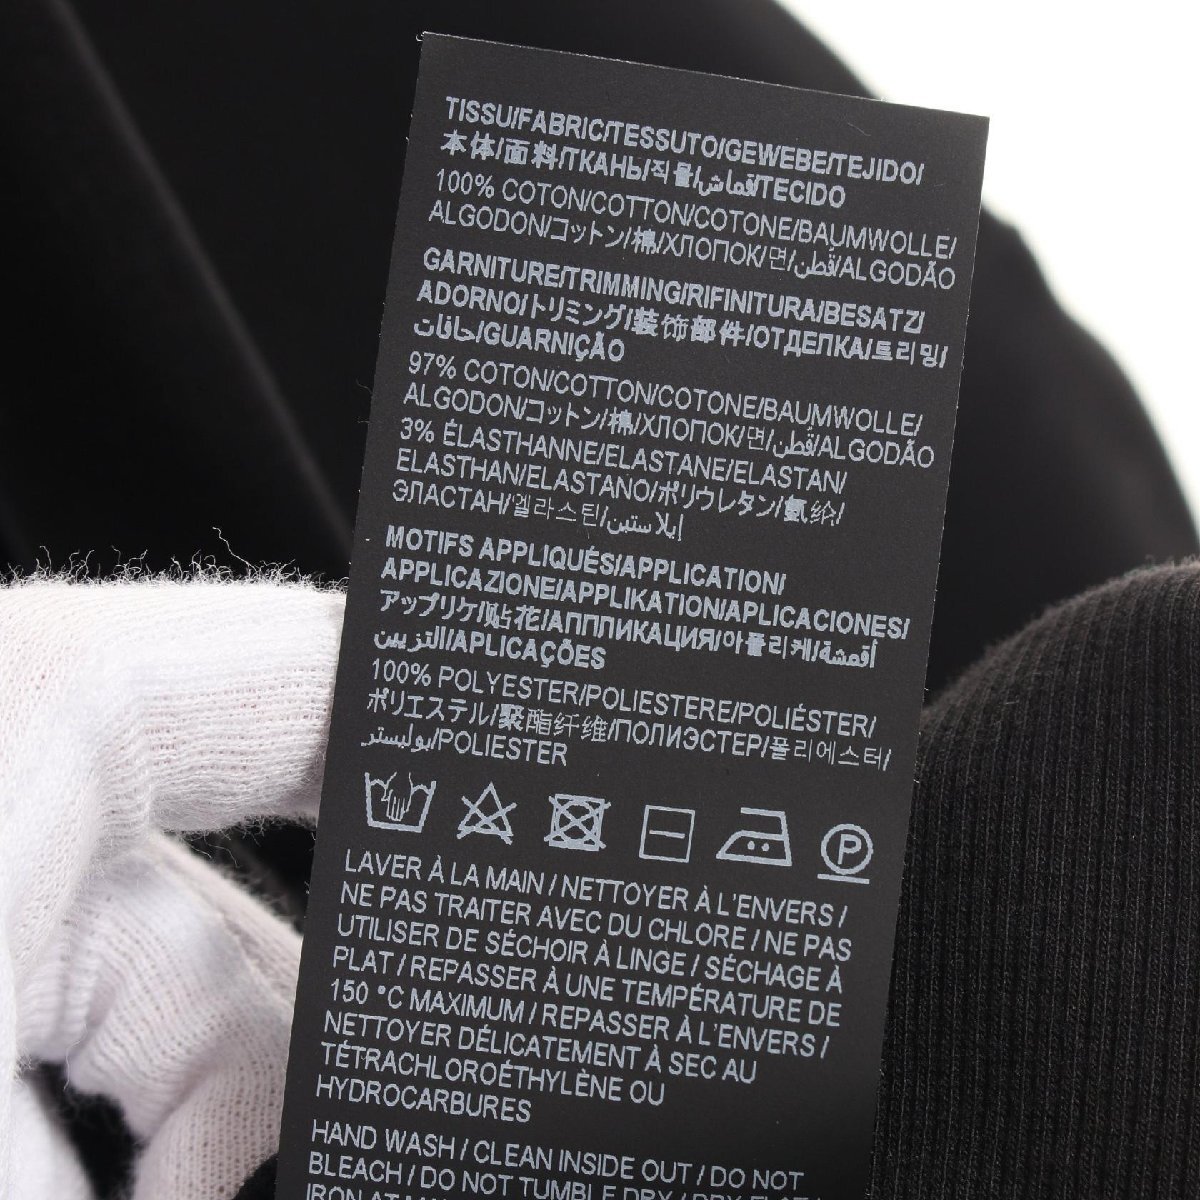 TISSU/FABRIC/TESSUTO/GEWEBE/TEJIDO/
本体/面料/ТКАНЬ/직물/قماش/TECIDO
100% COTON/COTTON/COTONE/BAUMWOLLE/
ALGODON/コットン/棉/ХЛОПОК/면/قطن/ALGODÃO
GARNITURE/TRIMMING/RIFINITURA/BESATZ/
ADORNO/トリミング/装饰部件/ОТДЕЛКА/트리밍/
حافات/GUARNIÇÃO
97% COTON/COTTON/COTONE/BAUMWOLLE/
ALGODON/コットン/棉/ХЛОПОК/면/قطن/ALGODÃO
3% ÉLASTHANNE/ELASTANE/ELASTAN/
ELASTHAN/ELASTANO/ポリウレタン/氨纶/
ЭЛАСТАН/엘라스틴/إيلاستين
MOTIFS APPLIQUÉS/APPLICATION/
APPLICAZIONE/APPLIKATION/APLICACIONES/
アップリケ/贴花/АППЛИКАЦИЯ/아플리케/أقمشة
التزيين/APLICAÇÕES
100% POLYESTER/POLIESTERE/POLIÉSTER/
ポリエステル/聚酯纤维/ПОЛИЭСТЕР/폴리에스터/
بوليستر/POLIESTER
P
LAVER À LA MAIN / NETTOYER À L'ENVERS /
NE PAS TRAITER AVEC DU CHLORE / NE PAS
UTILISER DE SÉCHOIR À LINGE / SÉCHAGE À
PLAT / REPASSER À UNE TEMPÉRATURE DE
150 °C MAXIMUM / REPASSER À L'ENVERS /
NETTOYER DÉLICATEMENT À SEC AU
TÉTRACHLOROÉTHYLÈNE OU
HYDROCARBURES
HAND WASH / CLEAN INSIDE OUT / DO NOT
BLEACH / DO NOT TUMBLE DRY / DRY FLAT /
IRON AT